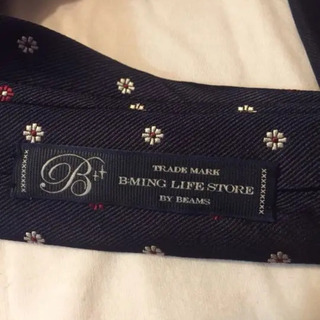 B++
TRADE MARK
B:MING LIFE STORE
BY BEAMS